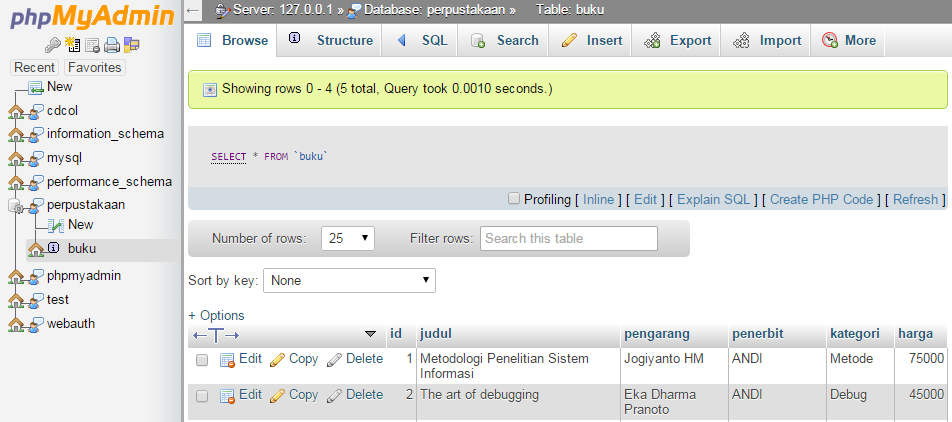 phpMyAdmin
Recent Favorites
New
cdcol
information_schema
mysql
performance_schema
perpustakaan
New
buku
phpmyadmin
test
webauth
Server: 127.0.0.1 » Database: perpustakaan » Table: buku
Browse Structure SQL Search Insert Export Import More
Showing rows 0 - 4 (5 total, Query took 0.0010 seconds.)
SELECT * FROM `buku`
Profiling [ Inline ] [ Edit ] [ Explain SQL ] [ Create PHP Code ] [ Refresh ]
Number of rows: 25 Filter rows: Search this table
Sort by key: None
+ Options
←T→ id judul pengarang penerbit kategori harga
Edit Copy Delete 1 Metodologi Penelitian Sistem Informasi Jogiyanto HM ANDI Metode 75000
Edit Copy Delete 2 The art of debugging Eka Dharma Pranoto ANDI Debug 45000